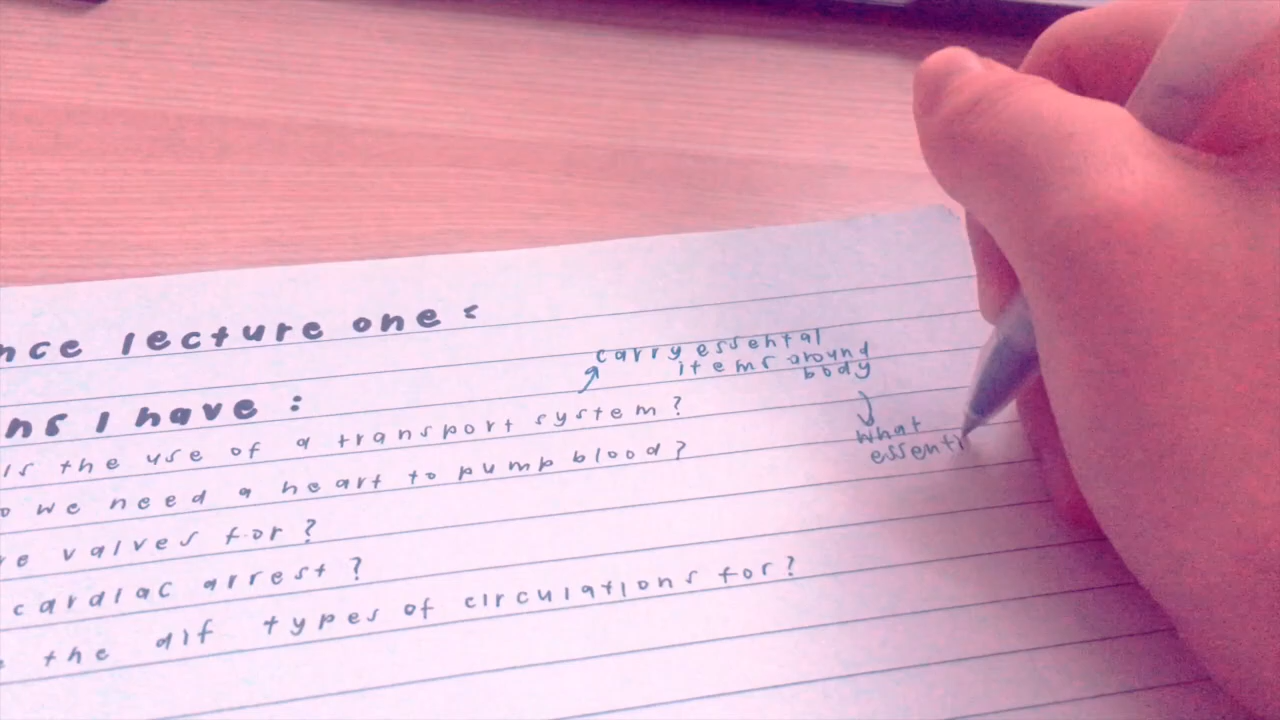 nce lecture one :
carry essental
items around
body
ns I have :
is the use of a transport system ?
what
essenti
o we need a heart to pump blood ?
re valves for ?
cardiac arrest ?
the dif types of circulations for ?